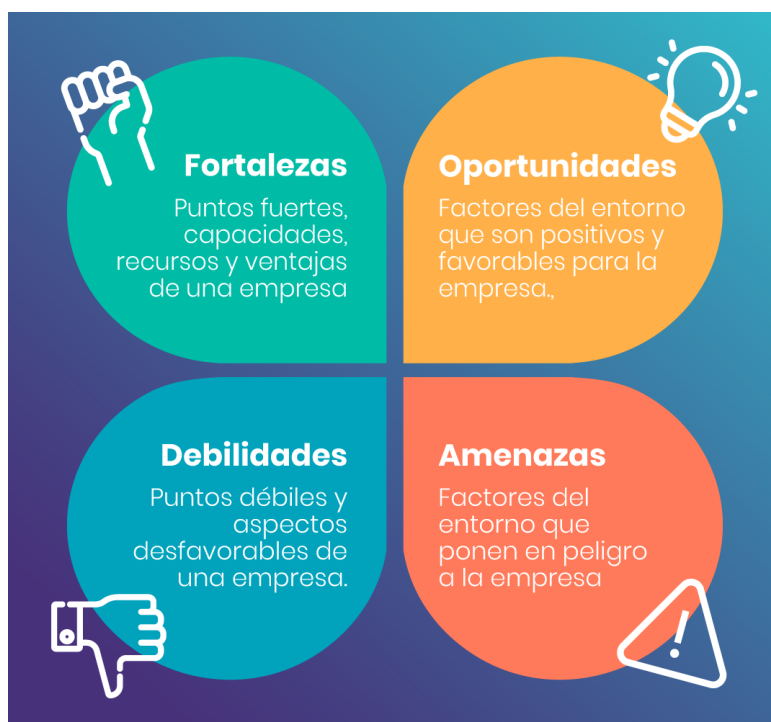 Fortalezas
Puntos fuertes,
capacidades,
recursos y ventajas
de una empresa
Oportunidades
Factores del entorno
que son positivos y
favorables para la
empresa.,
Debilidades
Puntos débiles y
aspectos
desfavorables de
una empresa.
Amenazas
Factores del
entorno que
ponen en peligro
a la empresa